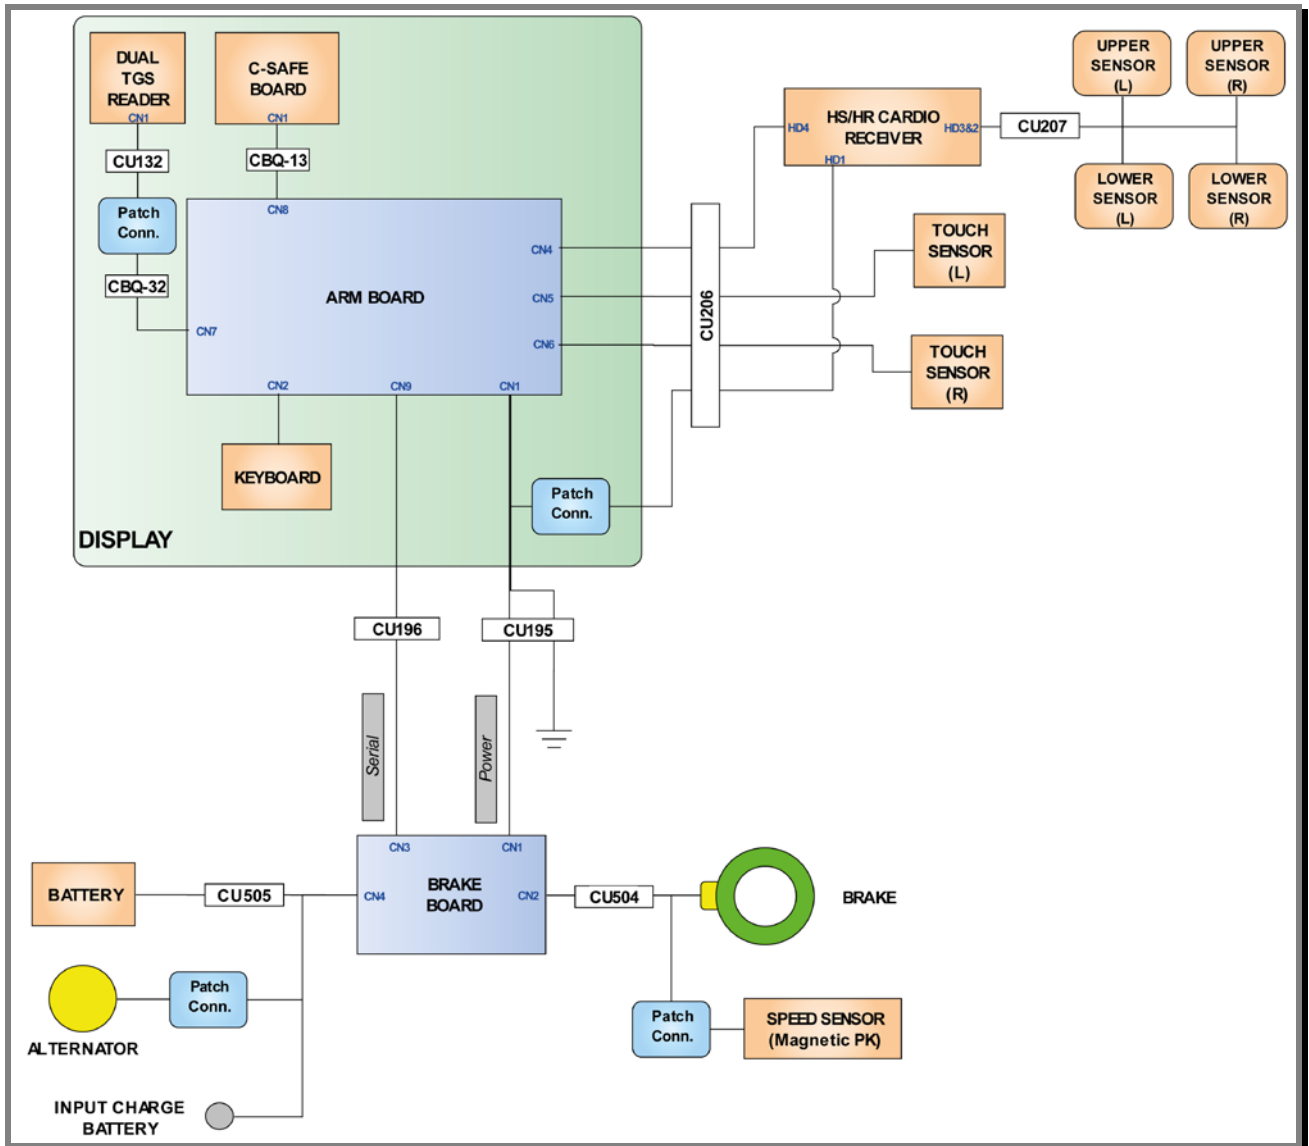 DUAL
TGS
READER
CN1
C-SAFE
BOARD
CN1
UPPER
SENSOR
(L)
UPPER
SENSOR
(R)
HS/HR CARDIO
RECEIVER
HD4
HD3&2
HD1
CU207
CU132
CBQ-13
LOWER
SENSOR
(L)
LOWER
SENSOR
(R)
Patch
Conn.
CN8
CBQ-32
ARM BOARD
CN4
CN5
CN6
CN7
CN2
CN9
CN1
CU206
TOUCH
SENSOR
(L)
TOUCH
SENSOR
(R)
KEYBOARD
Patch
Conn.
DISPLAY
CU196
CU195
Serial
Power
CN3
CN1
BATTERY
CU505
CN4
BRAKE
BOARD
CN2
CU504
BRAKE
Patch
Conn.
ALTERNATOR
Patch
Conn.
SPEED SENSOR
(Magnetic PK)
INPUT CHARGE
BATTERY